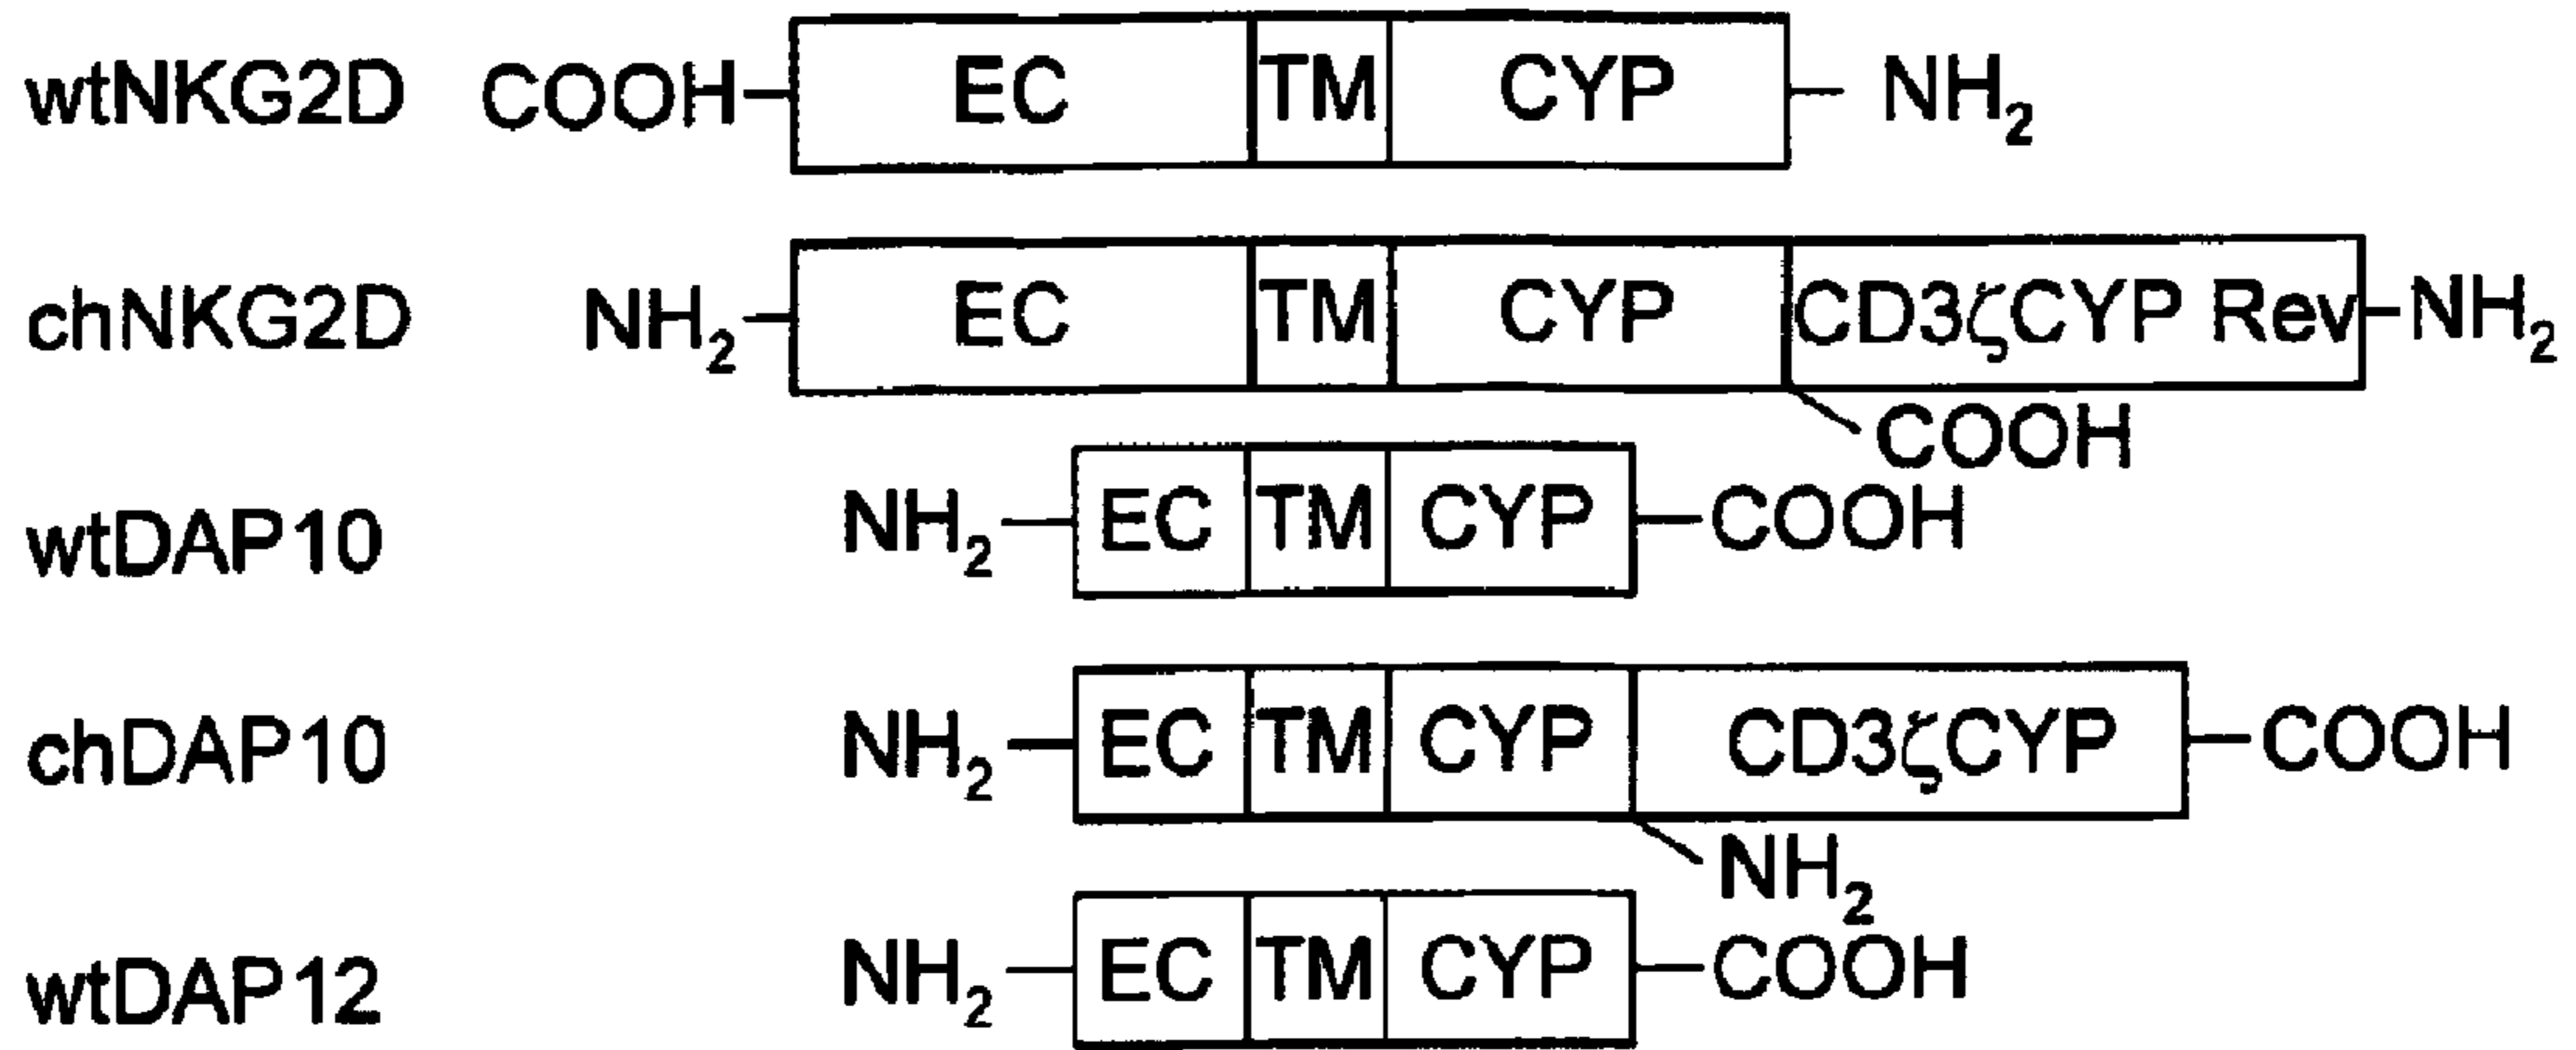 wtNKG2D COOH EC TM CYP NH₂
chNKG2D NH₂ EC TM CYP CD3ζCYP Rev NH₂
COOH
wtDAP10 NH₂ EC TM CYP COOH
chDAP10 NH₂ EC TM CYP CD3ζCYP COOH
NH₂
wtDAP12 NH₂ EC TM CYP COOH